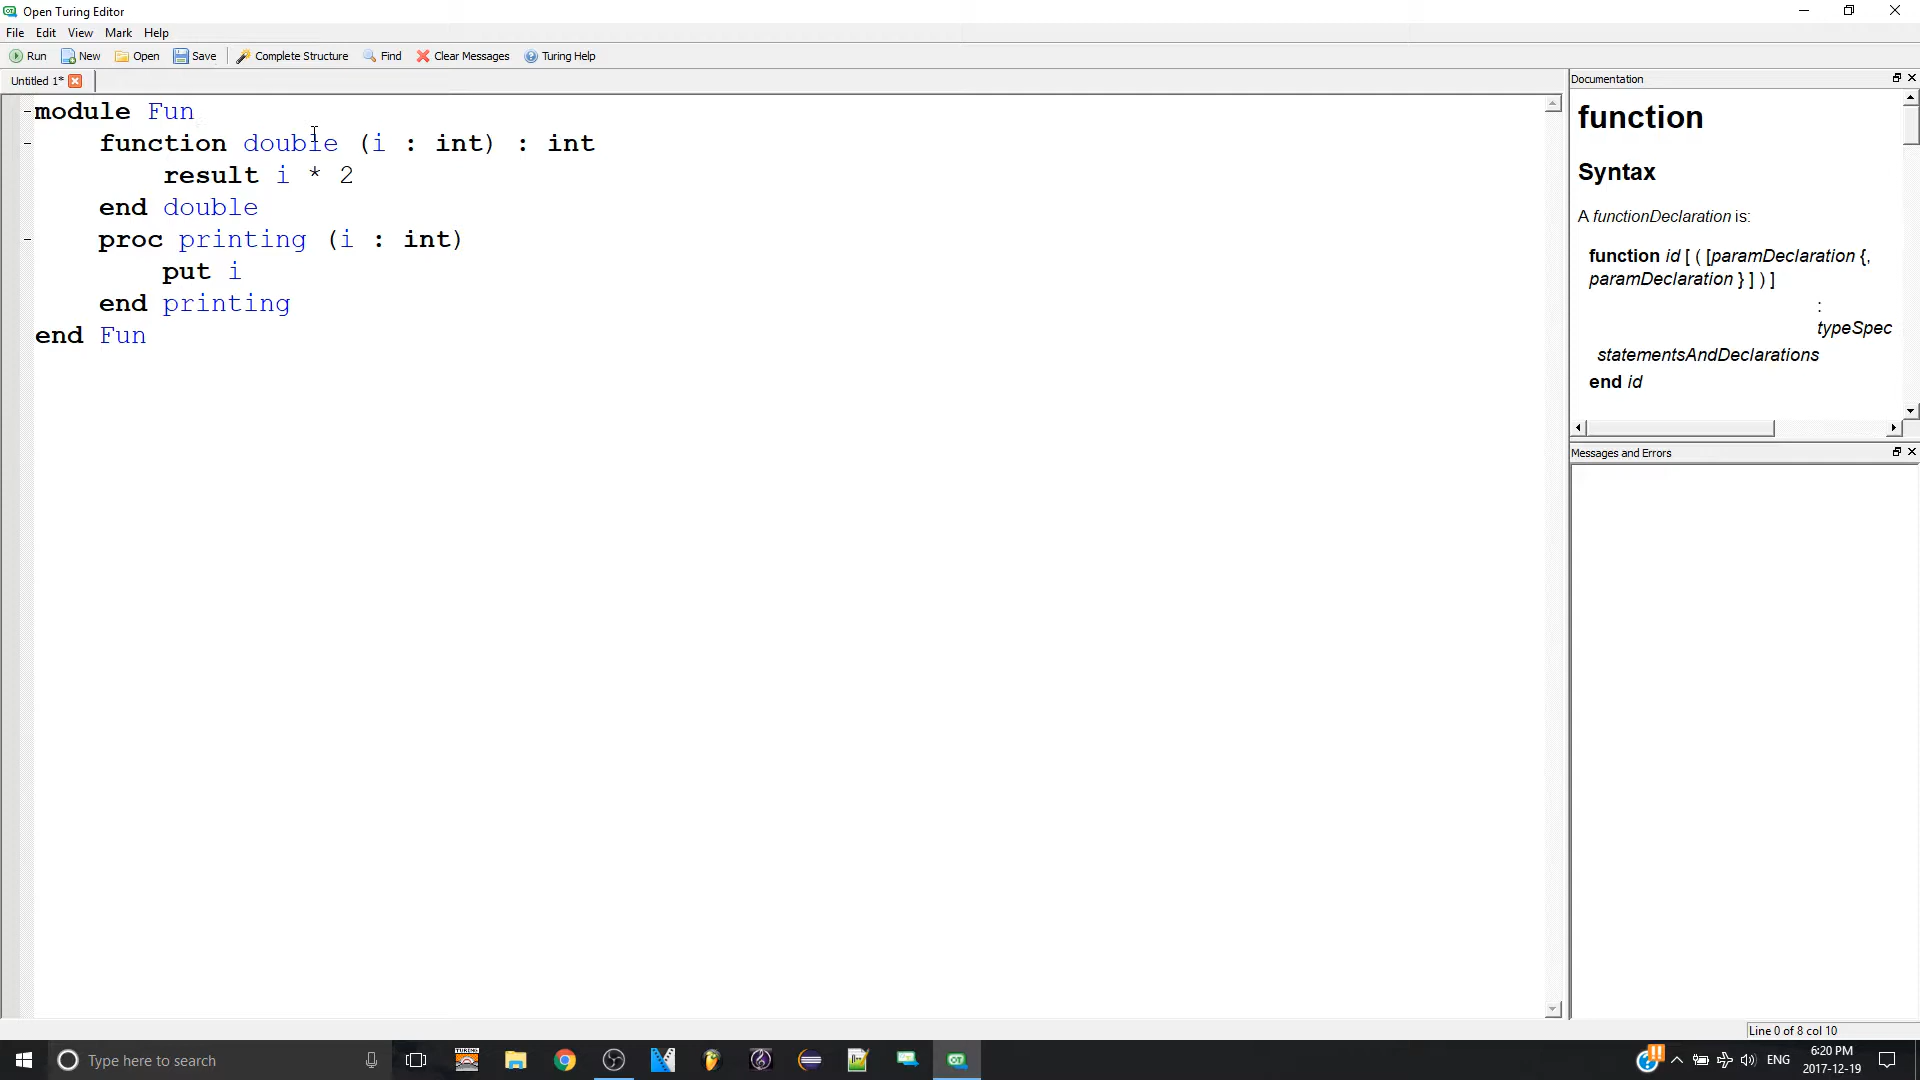 Open Turing Editor
File Edit View Mark Help
Run New Open Save Complete Structure Find Clear Messages Turing Help
Untitled 1*
module Fun
function double (i : int) : int
result i * 2
end double
proc printing (i : int)
put i
end printing
end Fun
Documentation
function
Syntax
A functionDeclaration is:
function id [ ( [paramDeclaration {,
paramDeclaration } ] ) ]
:
typeSpec
statementsAndDeclarations
end id
Messages and Errors
Line 0 of 8 col 10
Type here to search
ENG
6:20 PM
2017-12-19